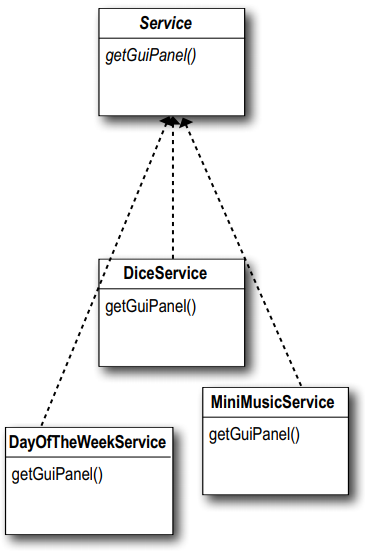 Service
getGuiPanel()
DiceService
getGuiPanel()
MiniMusicService
getGuiPanel()
DayOfTheWeekService
getGuiPanel()